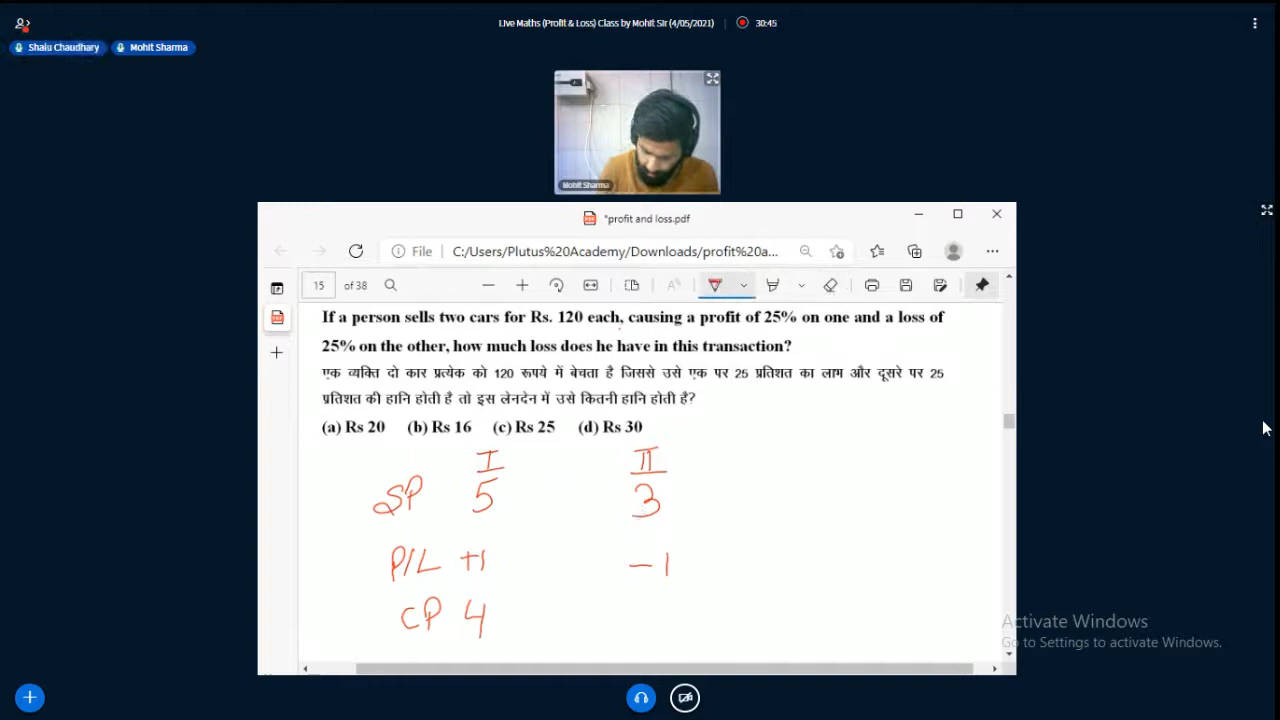 Live Maths (Profit & Loss) Class by Mohit Sir (4/05/2021) 30:45
Shalu Chaudhary Mohit Sharma
Mohit Sharma
*profit and loss.pdf
File C:/Users/Plutus%20Academy/Downloads/profit%20a...
15 of 38
If a person sells two cars for Rs. 120 each, causing a profit of 25% on one and a loss of
25% on the other, how much loss does he have in this transaction?
एक व्यक्ति दो कार प्रत्येक को 120 रूपये में बेचता है जिससे उसे एक पर 25 प्रतिशत का लाभ और दूसरे पर 25
प्रतिशत की हानि होती है तो इस लेनदेन में उसे कितनी हानि होती है?
(a) Rs 20 (b) Rs 16 (c) Rs 25 (d) Rs 30
I II
SP 5 3
P/L +1 -1
CP 4
Activate Windows
Go to Settings to activate Windows.